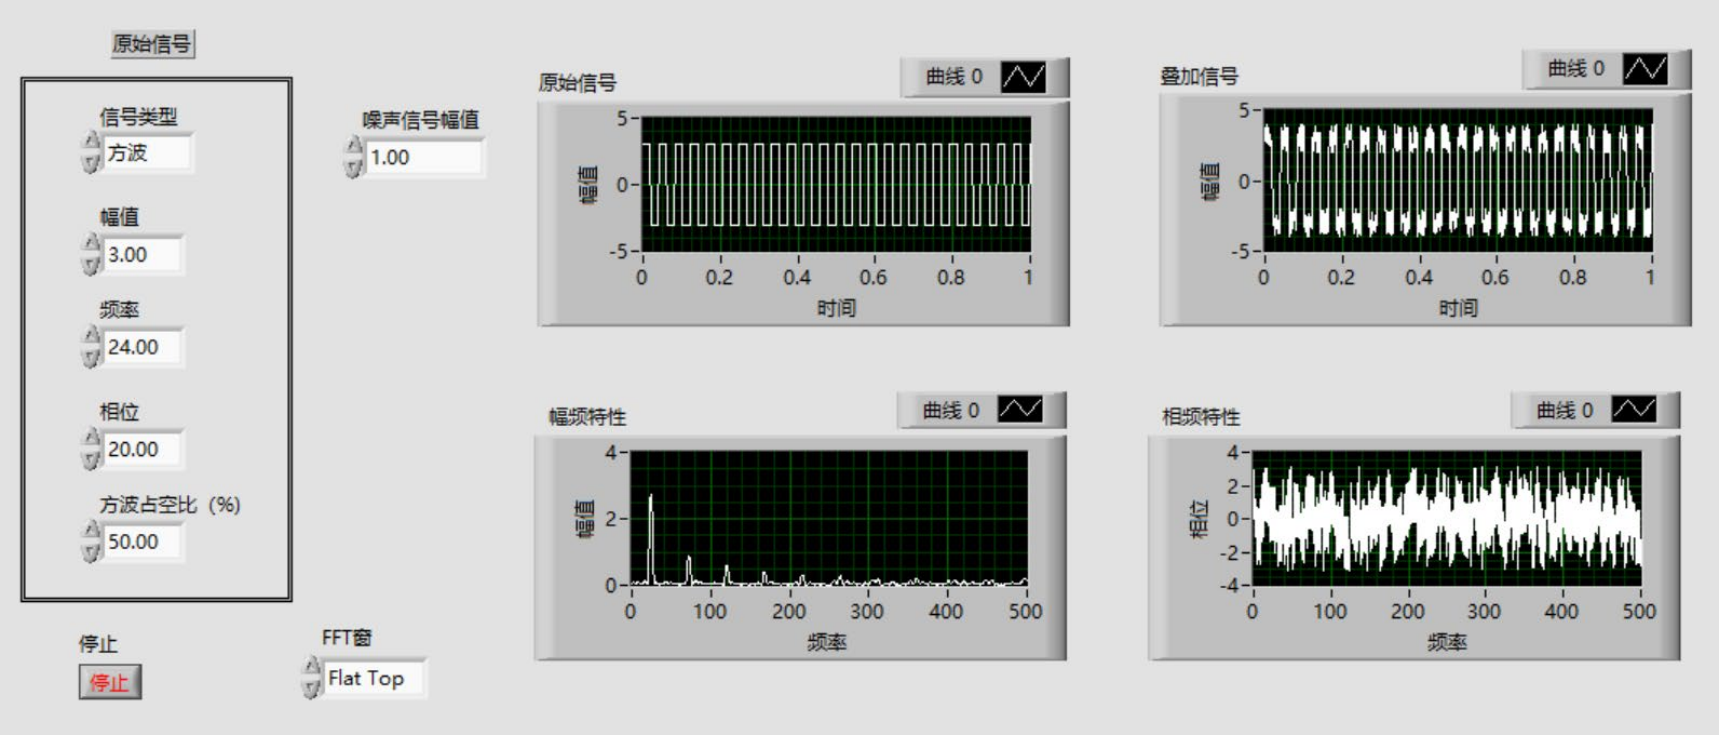 原始信号
信号类型
方波
幅值
3.00
频率
24.00
相位
20.00
方波占空比（%）
50.00
停止
停止
噪声信号幅值
1.00
FFT窗
Flat Top
原始信号
曲线 0
幅值
5
0
-5
0 0.2 0.4 0.6 0.8 1
时间
叠加信号
曲线 0
幅值
5
0
-5
0 0.2 0.4 0.6 0.8 1
时间
幅频特性
曲线 0
幅值
4
2
0
0 100 200 300 400 500
频率
相频特性
曲线 0
相位
4
2
0
-2
-4
0 100 200 300 400 500
频率